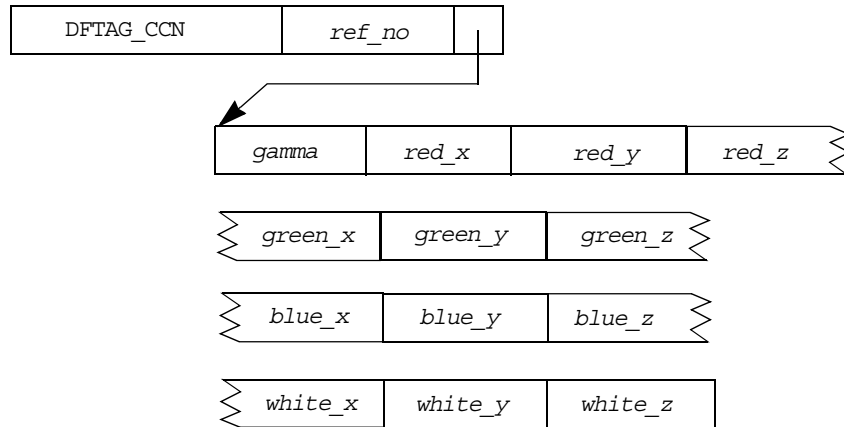 DFTAG_CCN ref_no
gamma red_x red_y red_z
green_x green_y green_z
blue_x blue_y blue_z
white_x white_y white_z